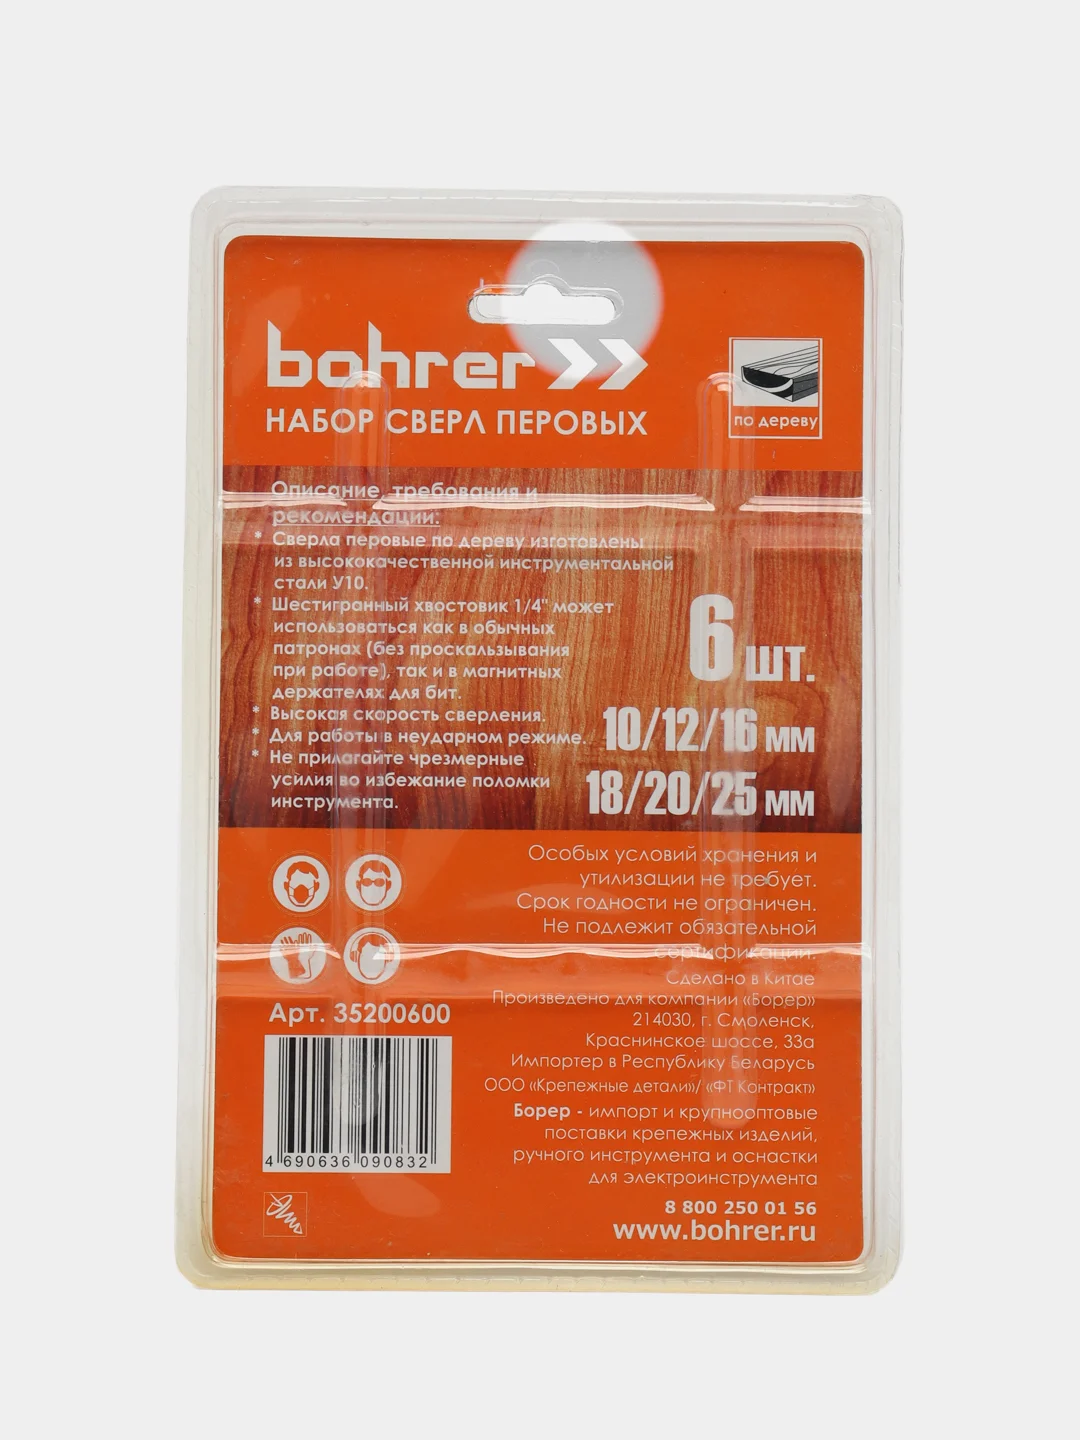 bohrer
НАБОР СВЕРЛ ПЕРОВЫХ
по дереву
Описание, требования и
рекомендации:
* Сверла перовые по дереву изготовлены
из высококачественной инструментальной
стали У10.
* Шестигранный хвостовик 1/4" может
использоваться как в обычных
патронах (без проскальзывания
при работе), так и в магнитных
держателях для бит.
* Высокая скорость сверления.
* Для работы в неударном режиме.
* Не прилагайте чрезмерные
усилия во избежание поломки
инструмента.
6 шт.
10/12/16 мм
18/20/25 мм
Особых условий хранения и
утилизации не требует.
Срок годности не ограничен.
Не подлежит обязательной
сертификации.
Сделано в Китае
Произведено для компании «Борер»
214030, г. Смоленск,
Краснинское шоссе, 33а
Импортер в Республику Беларусь
ООО «Крепежные детали»/ «ФТ Контракт»
Борер - импорт и крупнооптовые
поставки крепежных изделий,
ручного инструмента и оснастки
для электроинструмента
8 800 250 01 56
www.bohrer.ru
Арт. 35200600
4 690636 090832